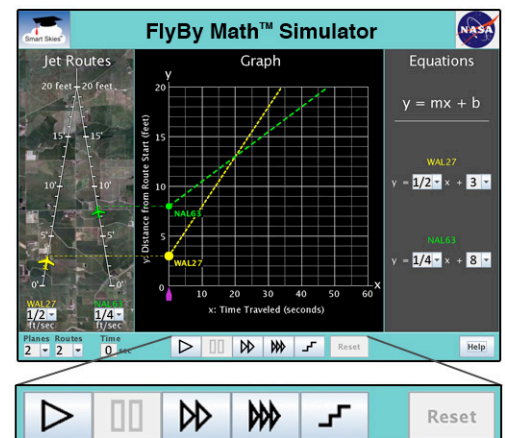 Smart Skies™
FlyBy Math™ Simulator
NASA
Jet Routes
20 feet 20 feet
15' 15'
10' 10'
5' 5'
0' 0'
WAL27 NAL63
1/2 1/4
ft/sec ft/sec
Graph
y
y: Distance from Route Start (feet)
20
15
10
5
0
NAL63
WAL27
10 20 30 40 50 60
x
x: Time Traveled (seconds)
Equations
y = mx + b
WAL27
y = 1/2 x + 3
NAL63
y = 1/4 x + 8
Planes Routes Time
2 2 0 sec
Reset
Help
Reset